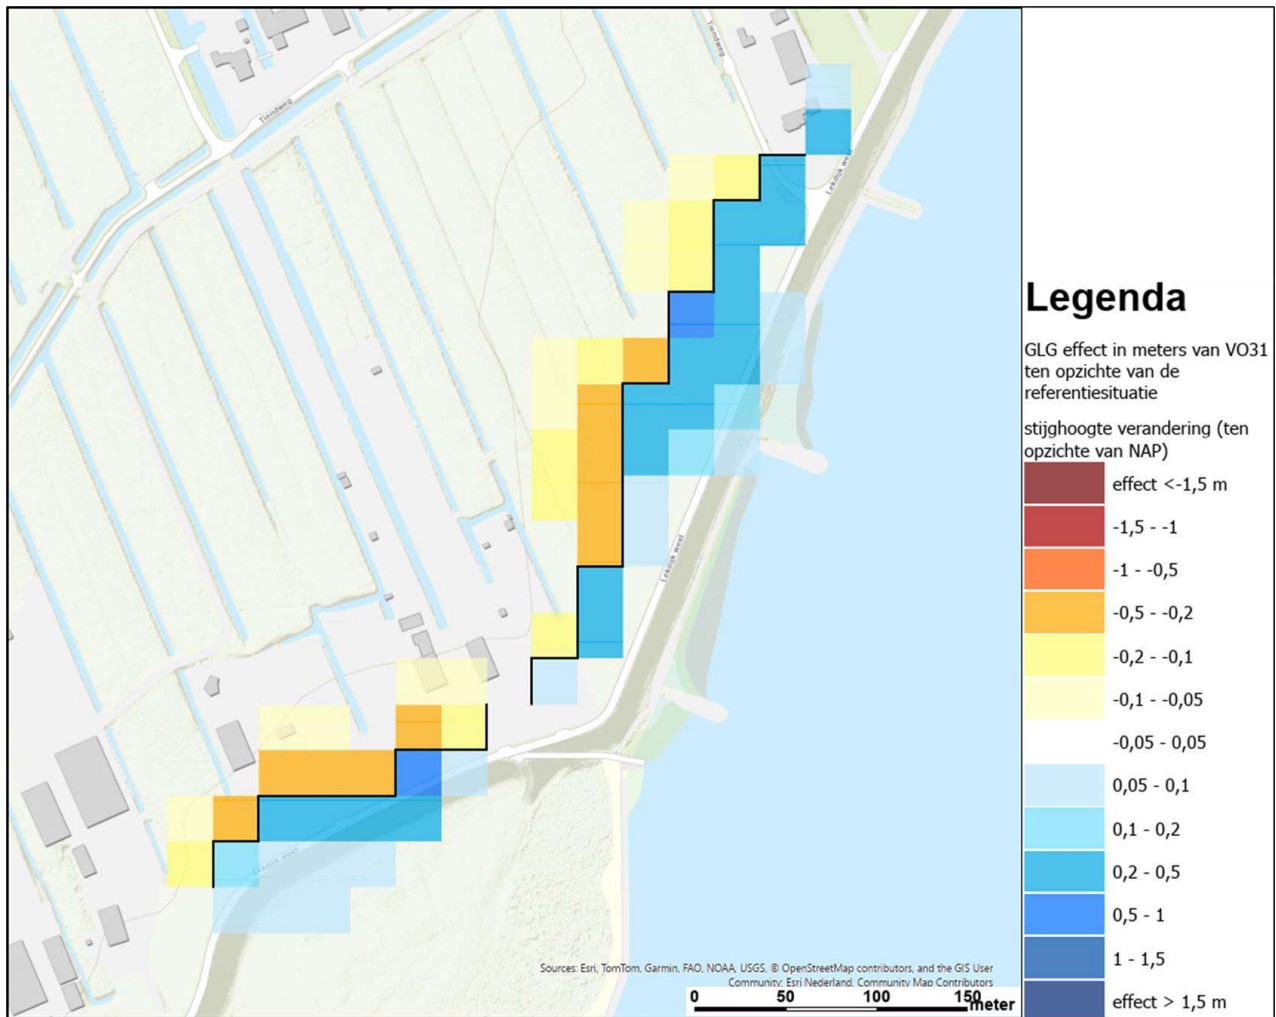 Tiendweg
Tiendweg
Lekdijk west
Lekdijk west
Lekdijk west
Legenda
GLG effect in meters van VO31
ten opzichte van de
referentiesituatie
stijghoogte verandering (ten
opzichte van NAP)
effect <-1,5 m
-1,5 - -1
-1 - -0,5
-0,5 - -0,2
-0,2 - -0,1
-0,1 - -0,05
-0,05 - 0,05
0,05 - 0,1
0,1 - 0,2
0,2 - 0,5
0,5 - 1
1 - 1,5
effect > 1,5 m
Sources: Esri, TomTom, Garmin, FAO, NOAA, USGS, © OpenStreetMap contributors, and the GIS User
Community; Esri Nederland, Community Map Contributors
0 50 100 150 meter